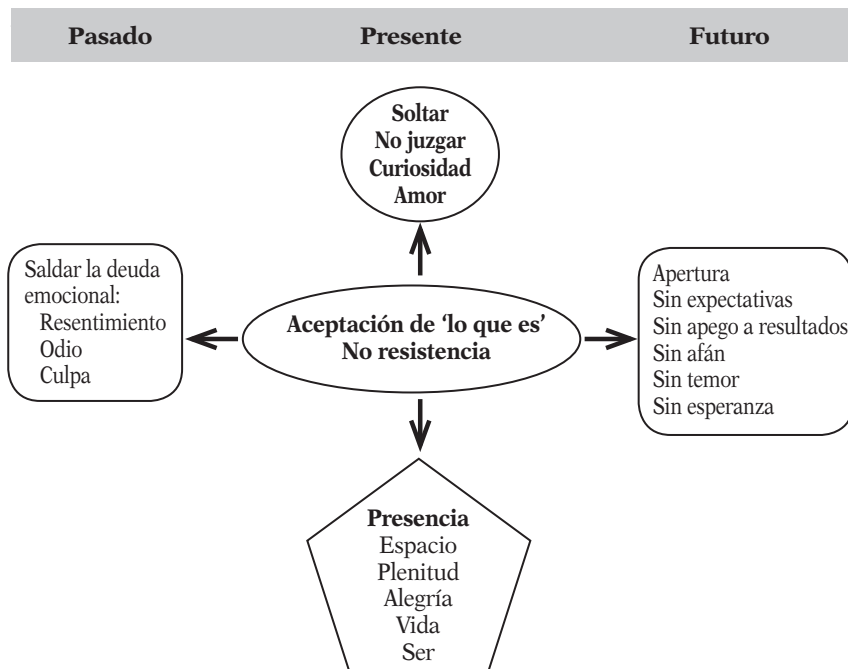 Pasado Presente Futuro
Soltar
No juzgar
Curiosidad
Amor
Saldar la deuda
emocional:
Resentimiento
Odio
Culpa
Aceptación de ‘lo que es’
No resistencia
Apertura
Sin expectativas
Sin apego a resultados
Sin afán
Sin temor
Sin esperanza
Presencia
Espacio
Plenitud
Alegría
Vida
Ser